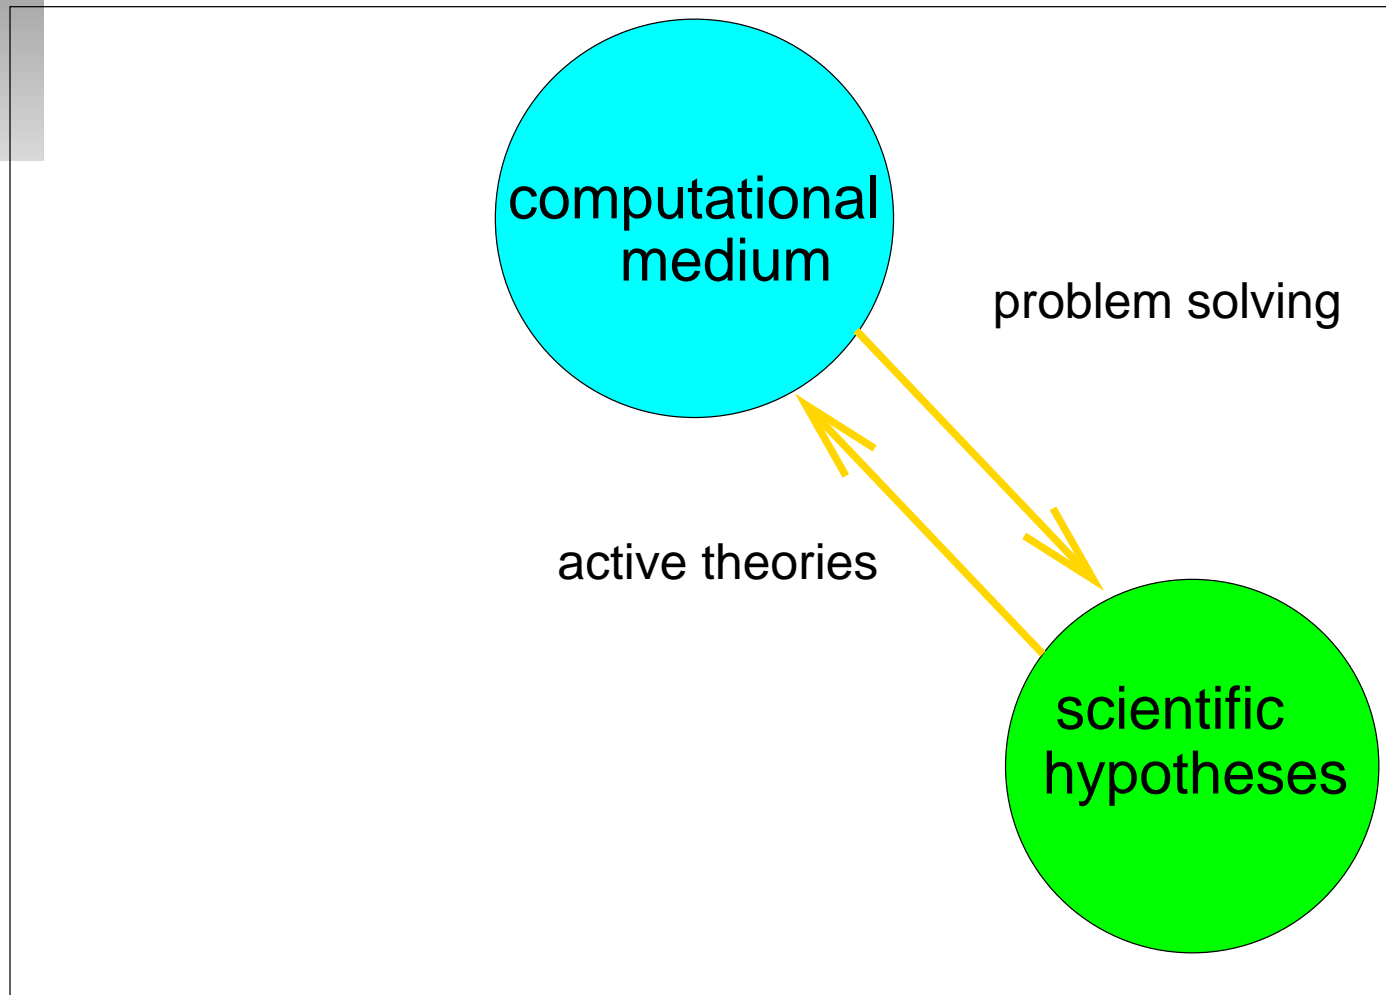 computational
medium
problem solving
active theories
scientific
hypotheses